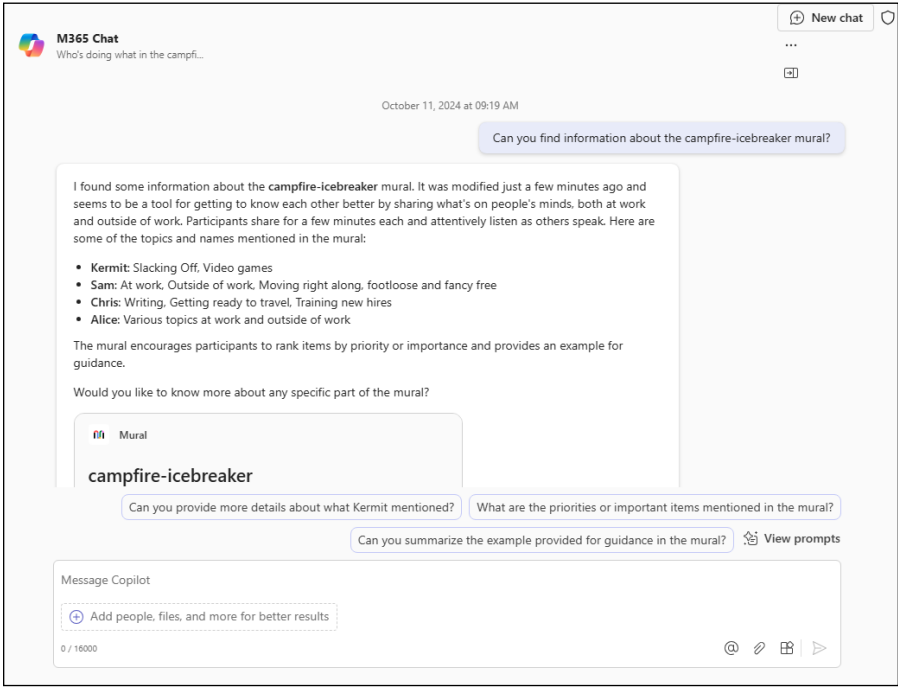 New chat
M365 Chat
Who's doing what in the campfi...
October 11, 2024 at 09:19 AM
Can you find information about the campfire-icebreaker mural?
I found some information about the campfire-icebreaker mural. It was modified just a few minutes ago and
seems to be a tool for getting to know each other better by sharing what's on people's minds, both at work
and outside of work. Participants share for a few minutes each and attentively listen as others speak. Here are
some of the topics and names mentioned in the mural:
• Kermit: Slacking Off, Video games
• Sam: At work, Outside of work, Moving right along, footloose and fancy free
• Chris: Writing, Getting ready to travel, Training new hires
• Alice: Various topics at work and outside of work
The mural encourages participants to rank items by priority or importance and provides an example for
guidance.
Would you like to know more about any specific part of the mural?
Mural
campfire-icebreaker
Can you provide more details about what Kermit mentioned?
What are the priorities or important items mentioned in the mural?
Can you summarize the example provided for guidance in the mural?
View prompts
Message Copilot
Add people, files, and more for better results
0 / 16000